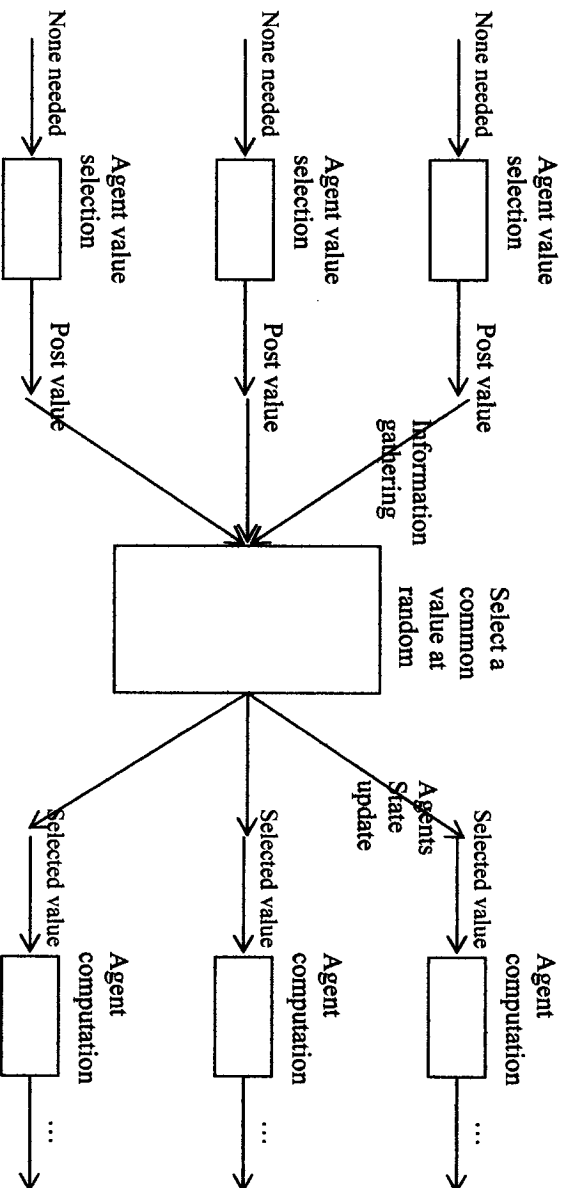 Agent value
selection
None needed
Post value
Information
gathering
Select a
common
value at
random
Agents
State
update
Selected value
Agent
computation
...
Agent value
selection
None needed
Post value
Selected value
Agent
computation
...
Agent value
selection
None needed
Post value
Selected value
Agent
computation
...